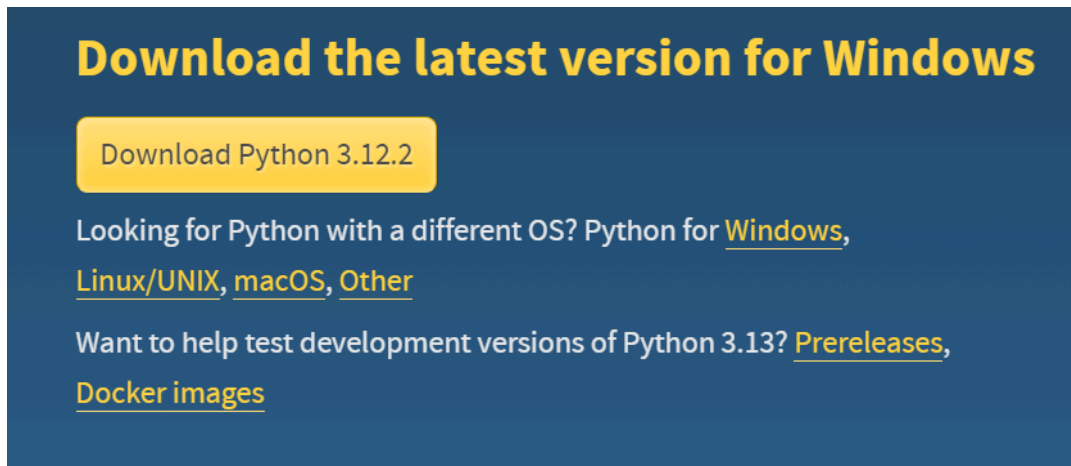 Download the latest version for Windows
Download Python 3.12.2
Looking for Python with a different OS? Python for Windows,
Linux/UNIX, macOS, Other
Want to help test development versions of Python 3.13? Prereleases,
Docker images